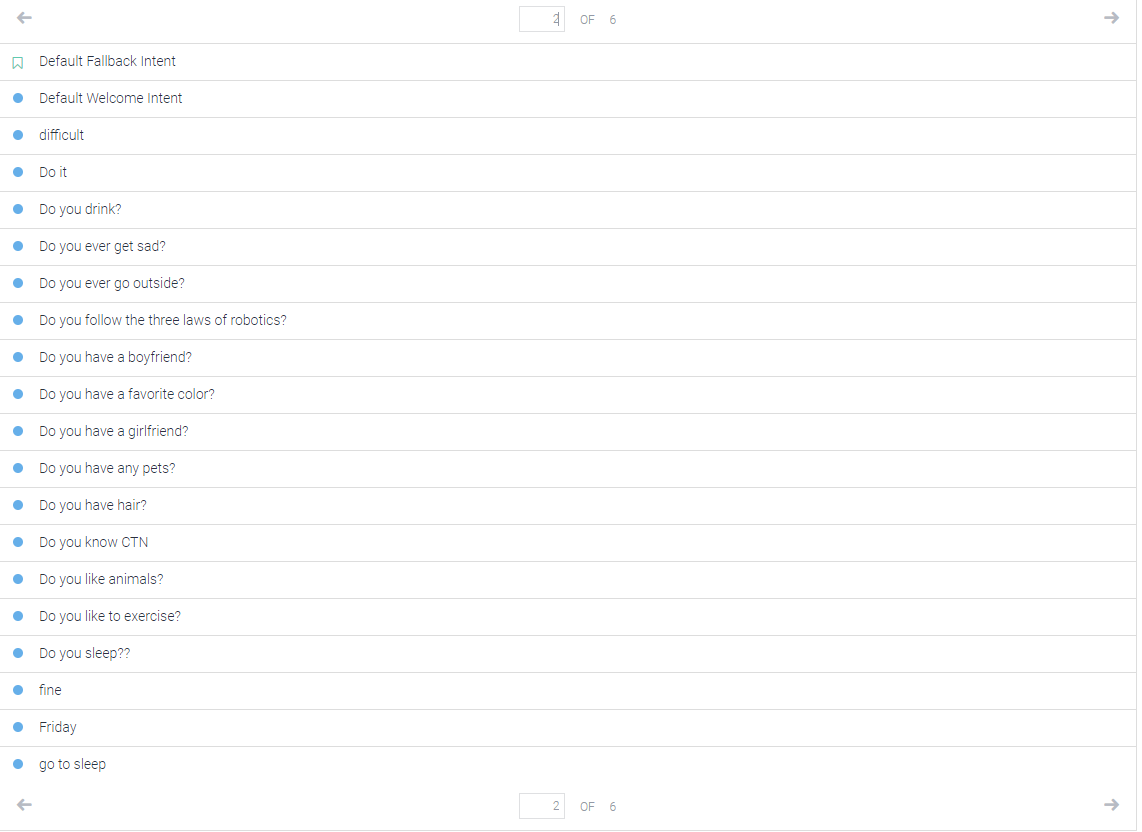 2 OF 6
Default Fallback Intent
Default Welcome Intent
difficult
Do it
Do you drink?
Do you ever get sad?
Do you ever go outside?
Do you follow the three laws of robotics?
Do you have a boyfriend?
Do you have a favorite color?
Do you have a girlfriend?
Do you have any pets?
Do you have hair?
Do you know CTN
Do you like animals?
Do you like to exercise?
Do you sleep??
fine
Friday
go to sleep
2 OF 6